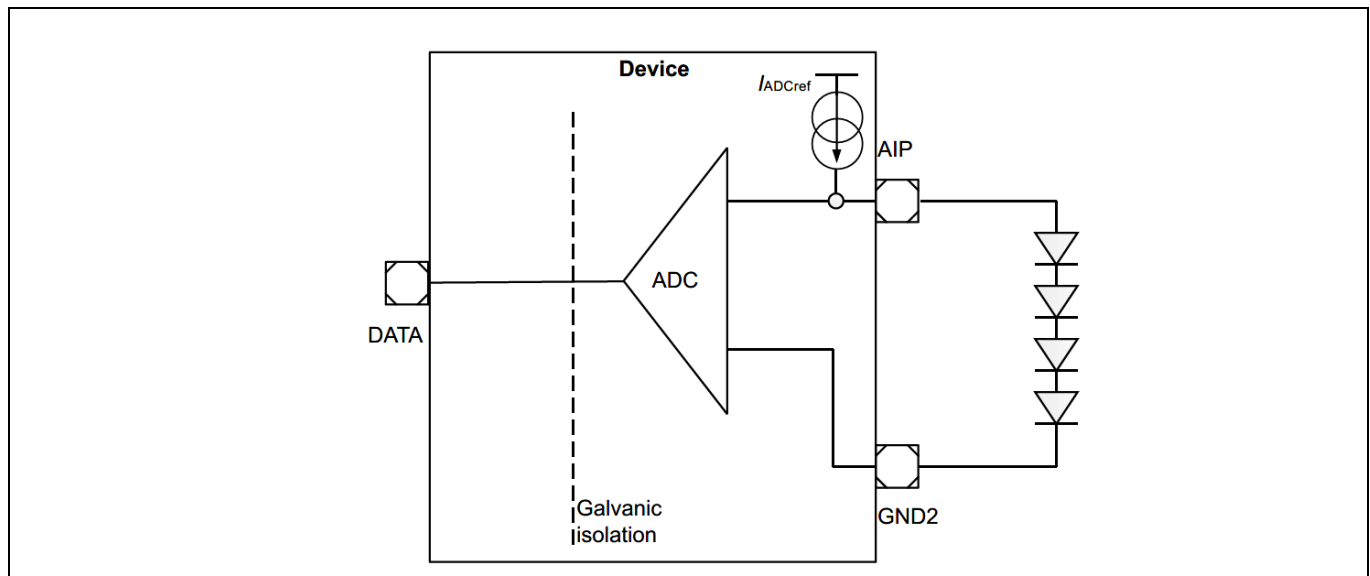 Device
IADCref
AIP
ADC
DATA
Galvanic
isolation
GND2